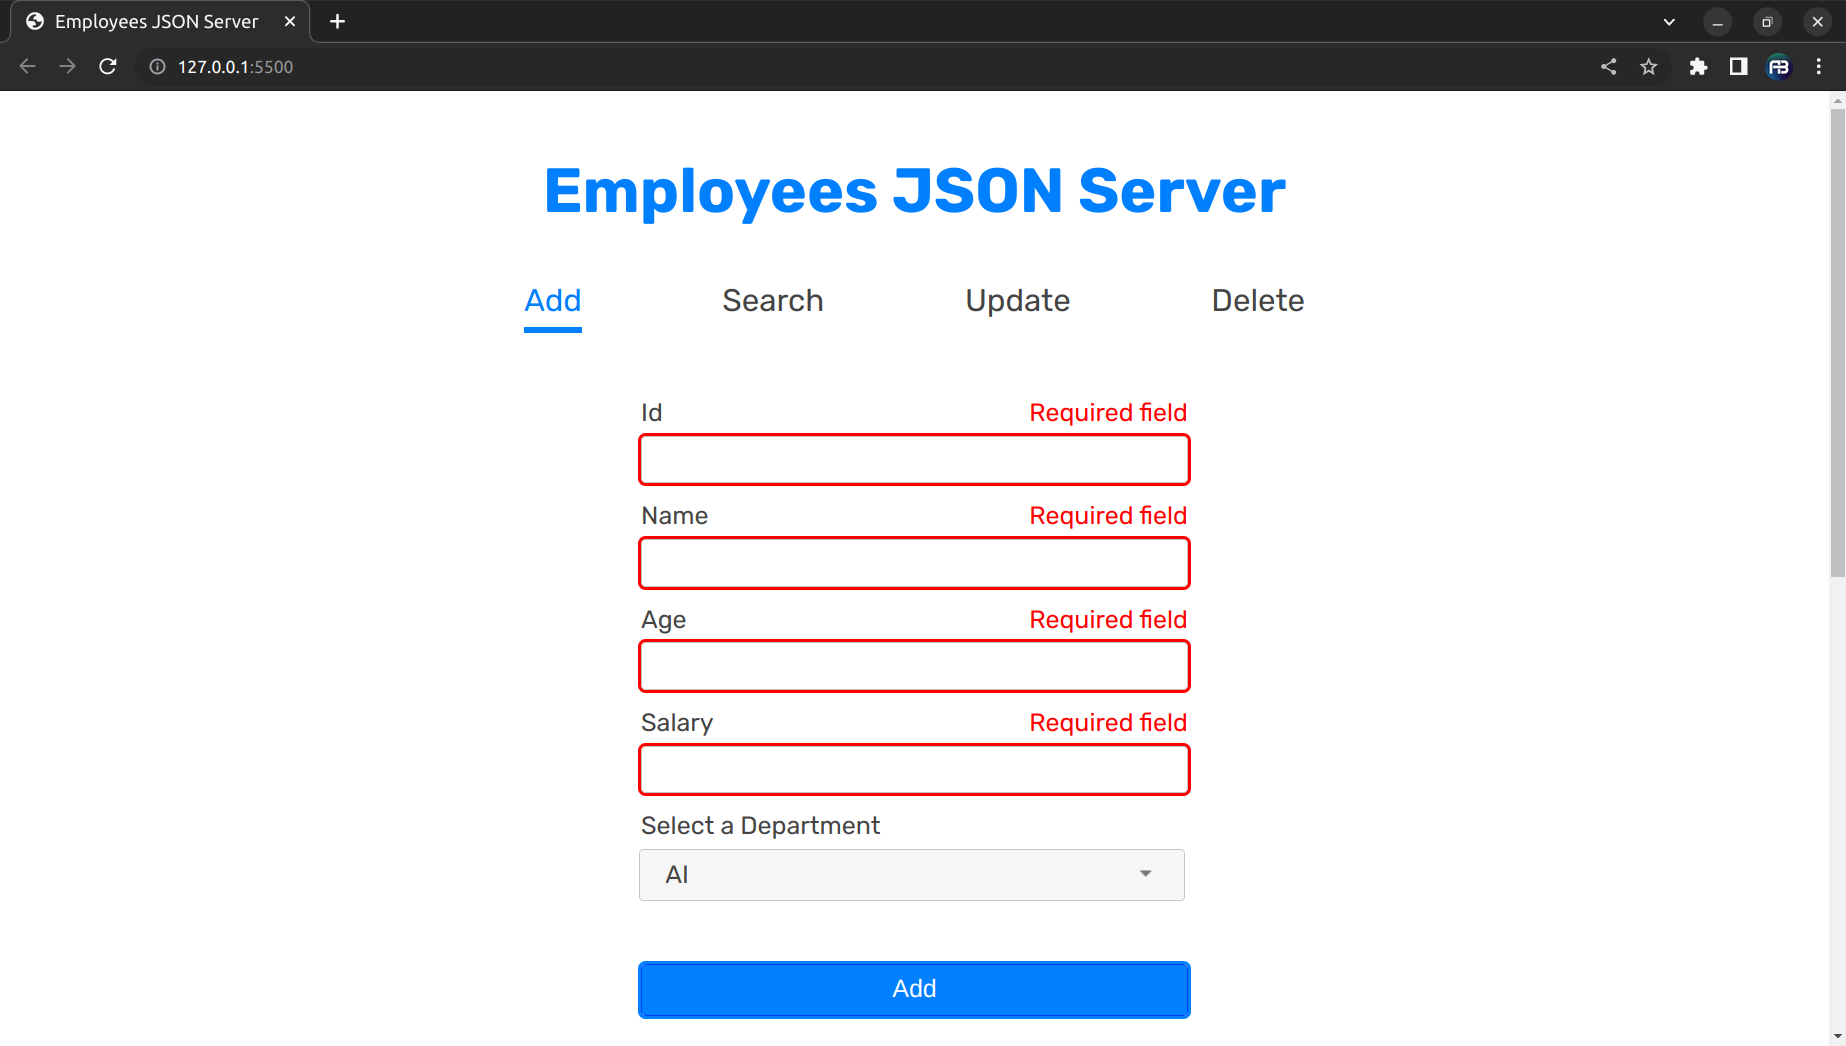 Employees JSON Server
127.0.0.1:5500
Employees JSON Server
Add Search Update Delete
Id Required field
Name Required field
Age Required field
Salary Required field
Select a Department
AI
Add